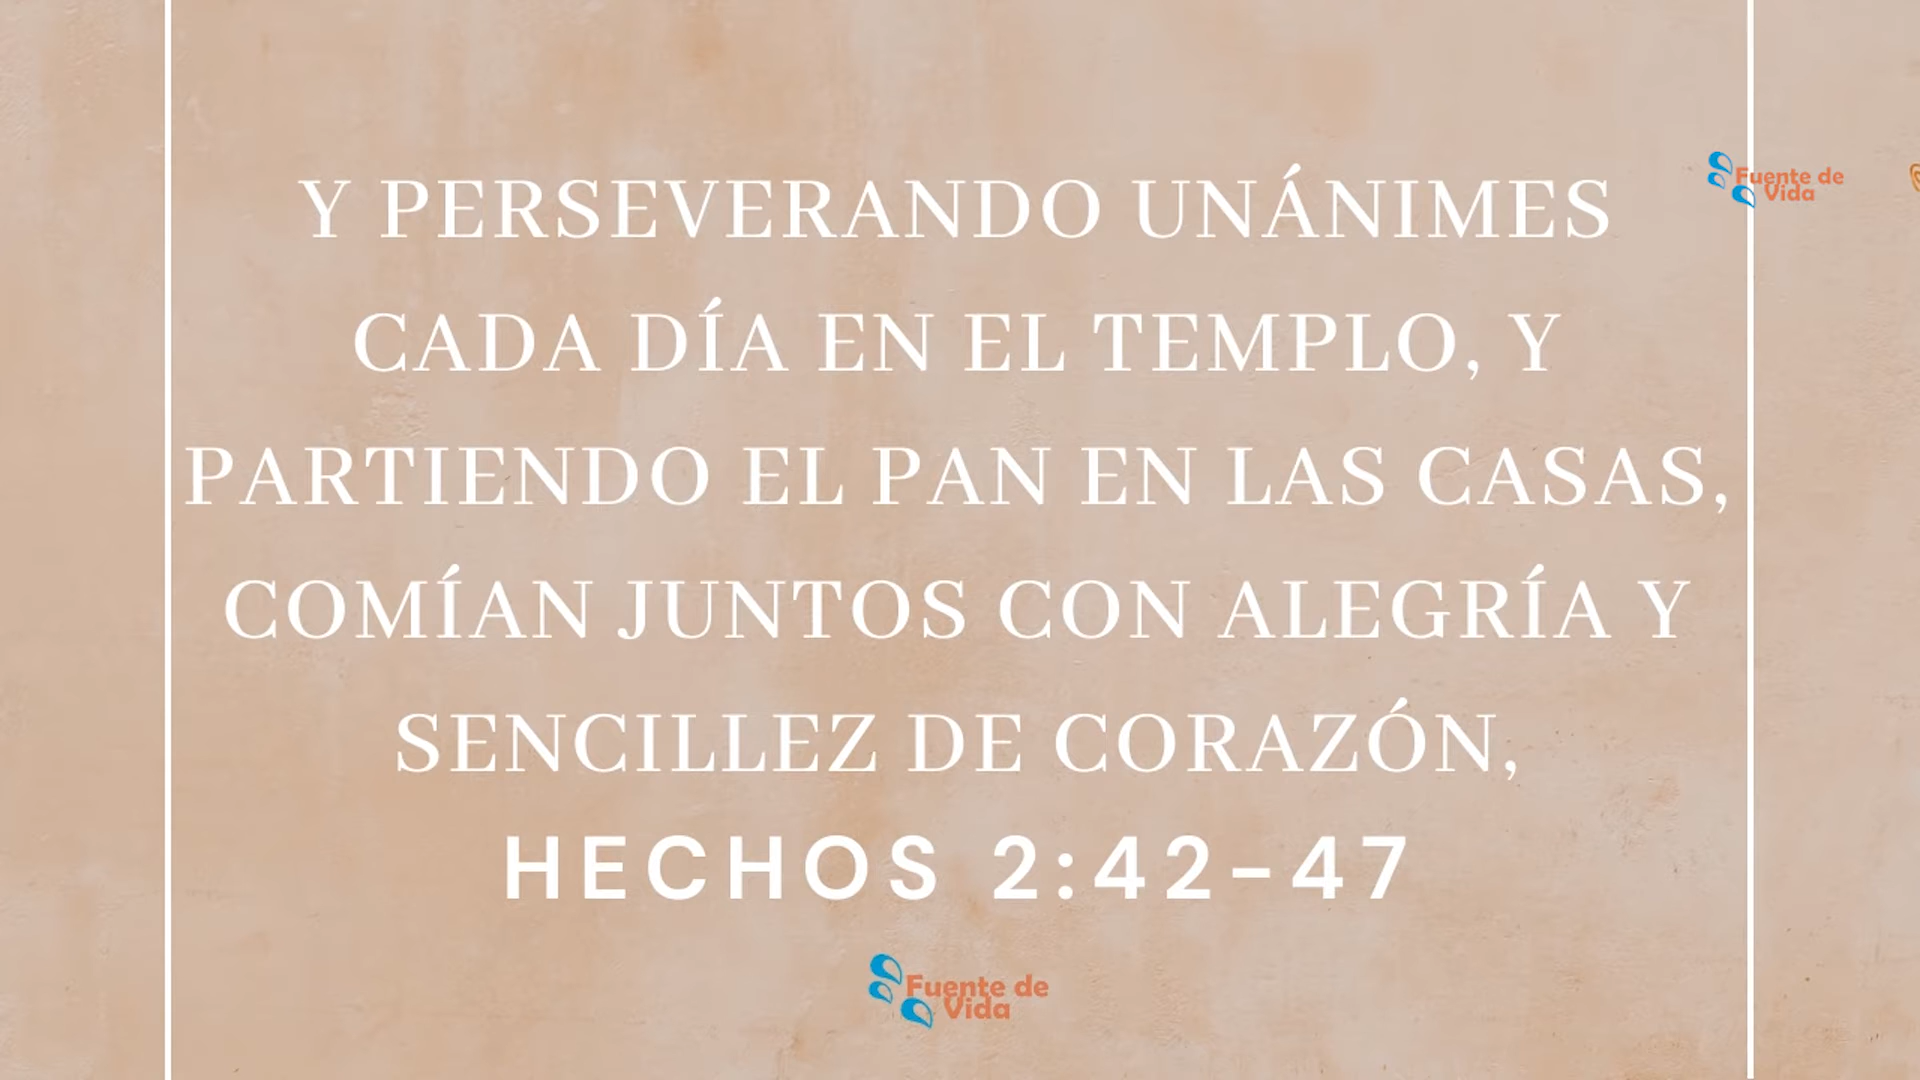 Y PERSEVERANDO UNÁNIMES
CADA DÍA EN EL TEMPLO, Y
PARTIENDO EL PAN EN LAS CASAS,
COMÍAN JUNTOS CON ALEGRÍA Y
SENCILLEZ DE CORAZÓN,
HECHOS 2:42-47
Fuente de
Vida
Fuente de
Vida